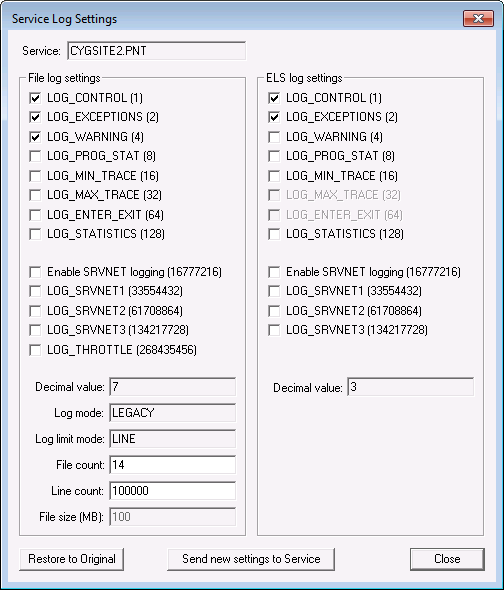 Service Log Settings
Service: CYGSITE2.PNT
File log settings
LOG_CONTROL (1)
LOG_EXCEPTIONS (2)
LOG_WARNING (4)
LOG_PROG_STAT (8)
LOG_MIN_TRACE (16)
LOG_MAX_TRACE (32)
LOG_ENTER_EXIT (64)
LOG_STATISTICS (128)
Enable SRVNET logging (16777216)
LOG_SRVNET1 (33554432)
LOG_SRVNET2 (61708864)
LOG_SRVNET3 (134217728)
LOG_THROTTLE (268435456)
Decimal value: 7
Log mode: LEGACY
Log limit mode: LINE
File count: 14
Line count: 100000
File size (MB): 100
ELS log settings
LOG_CONTROL (1)
LOG_EXCEPTIONS (2)
LOG_WARNING (4)
LOG_PROG_STAT (8)
LOG_MIN_TRACE (16)
LOG_MAX_TRACE (32)
LOG_ENTER_EXIT (64)
LOG_STATISTICS (128)
Enable SRVNET logging (16777216)
LOG_SRVNET1 (33554432)
LOG_SRVNET2 (61708864)
LOG_SRVNET3 (134217728)
Decimal value: 3
Restore to Original
Send new settings to Service
Close